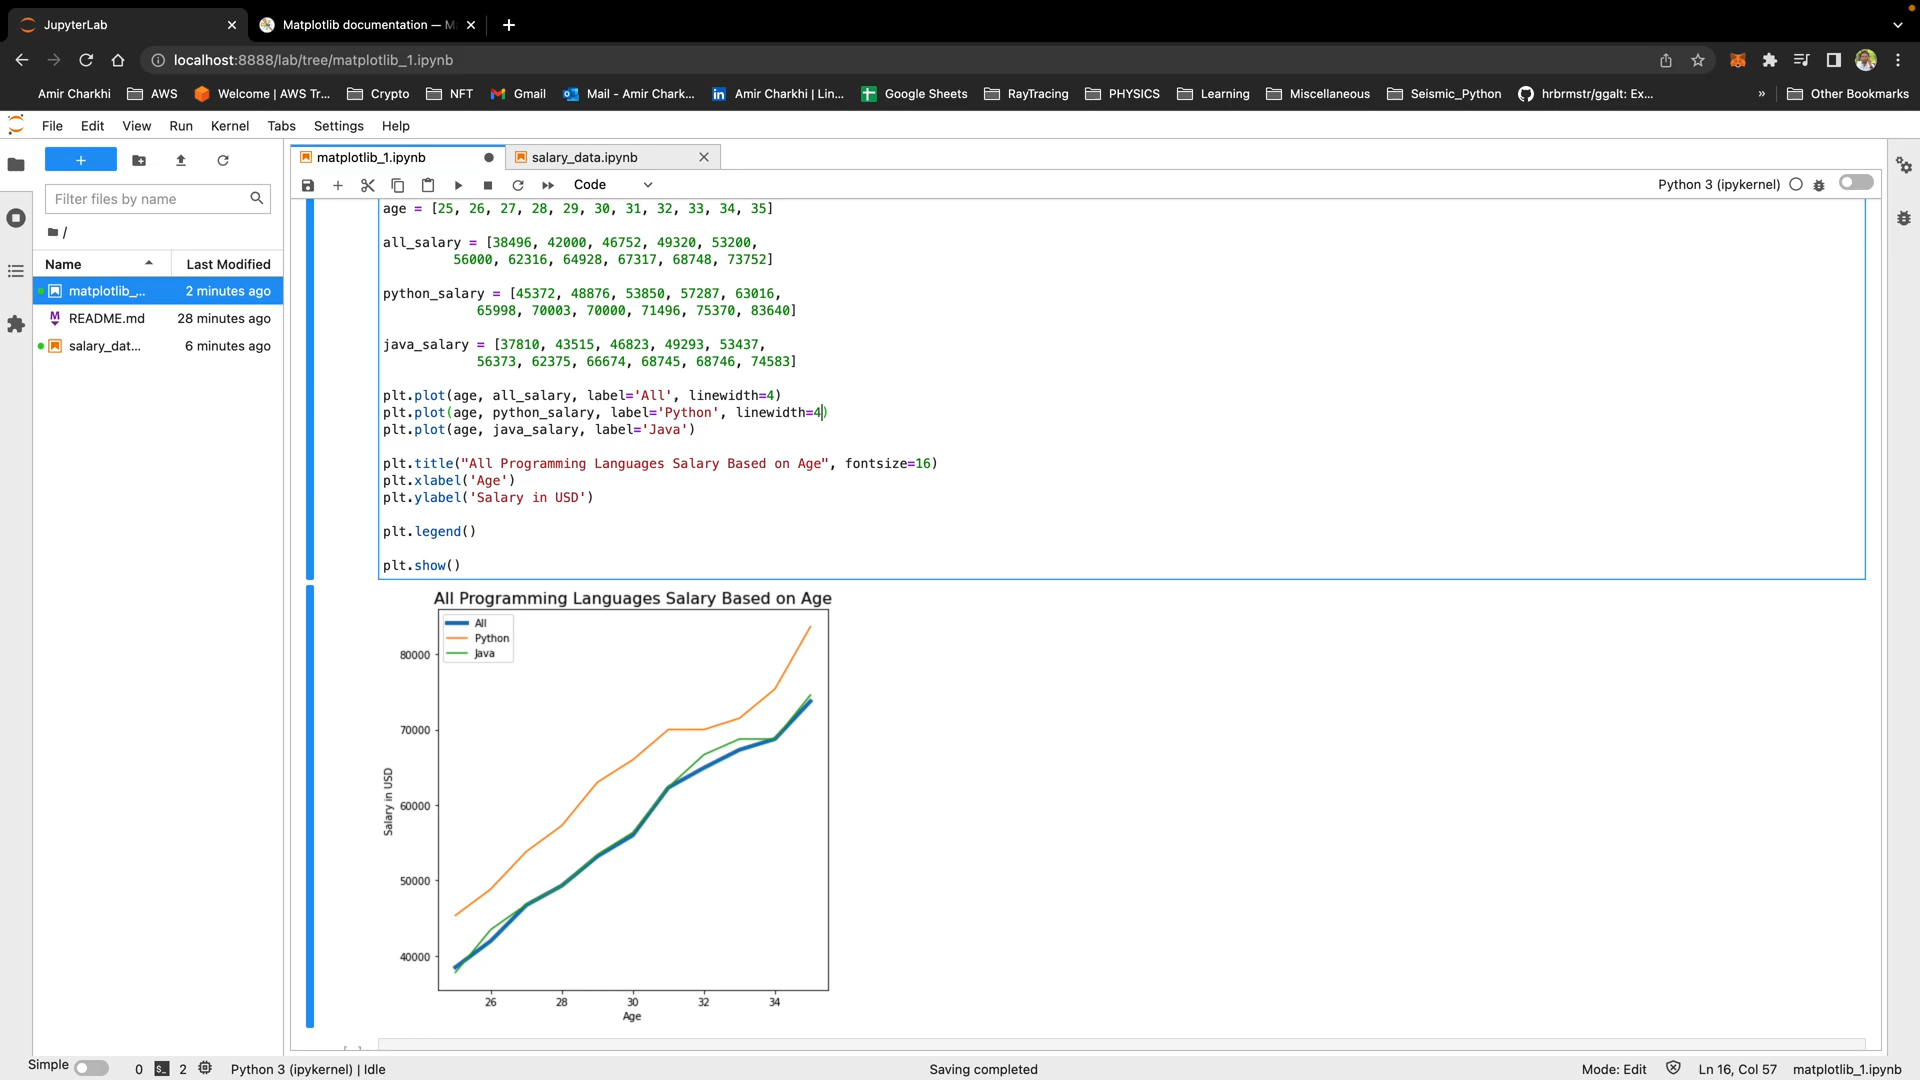 JupyterLab
Matplotlib documentation — M
localhost:8888/lab/tree/matplotlib_1.ipynb
Amir Charkhi
AWS
Welcome | AWS Tr...
Crypto
NFT
Gmail
Mail - Amir Chark...
Amir Charkhi | Lin...
Google Sheets
RayTracing
PHYSICS
Learning
Miscellaneous
Seismic_Python
hrbrmstr/ggalt: Ex...
»
Other Bookmarks
File
Edit
View
Run
Kernel
Tabs
Settings
Help
matplotlib_1.ipynb
salary_data.ipynb
Code
Python 3 (ipykernel)
Filter files by name
/
Name
Last Modified
matplotlib_...
2 minutes ago
README.md
28 minutes ago
salary_dat...
6 minutes ago
age = [25, 26, 27, 28, 29, 30, 31, 32, 33, 34, 35]
all_salary = [38496, 42000, 46752, 49320, 53200,
56000, 62316, 64928, 67317, 68748, 73752]
python_salary = [45372, 48876, 53850, 57287, 63016,
65998, 70003, 70000, 71496, 75370, 83640]
java_salary = [37810, 43515, 46823, 49293, 53437,
56373, 62375, 66674, 68745, 68746, 74583]
plt.plot(age, all_salary, label='All', linewidth=4)
plt.plot(age, python_salary, label='Python', linewidth=4)
plt.plot(age, java_salary, label='Java')
plt.title("All Programming Languages Salary Based on Age", fontsize=16)
plt.xlabel('Age')
plt.ylabel('Salary in USD')
plt.legend()
plt.show()
All Programming Languages Salary Based on Age
All
Python
Java
80000
70000
60000
50000
40000
Salary in USD
26 28 30 32 34
Age
Simple
0
2
Python 3 (ipykernel) | Idle
Saving completed
Mode: Edit
Ln 16, Col 57
matplotlib_1.ipynb